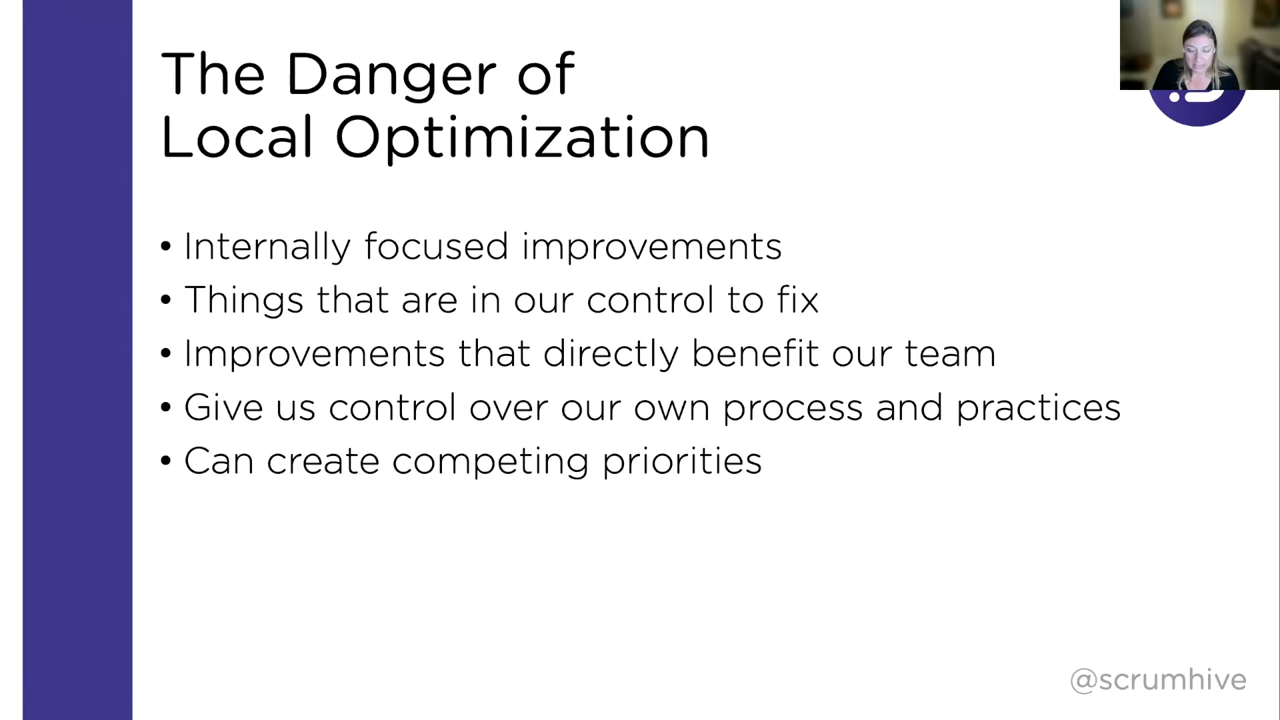 The Danger of
Local Optimization
• Internally focused improvements
• Things that are in our control to fix
• Improvements that directly benefit our team
• Give us control over our own process and practices
• Can create competing priorities
@scrumhive